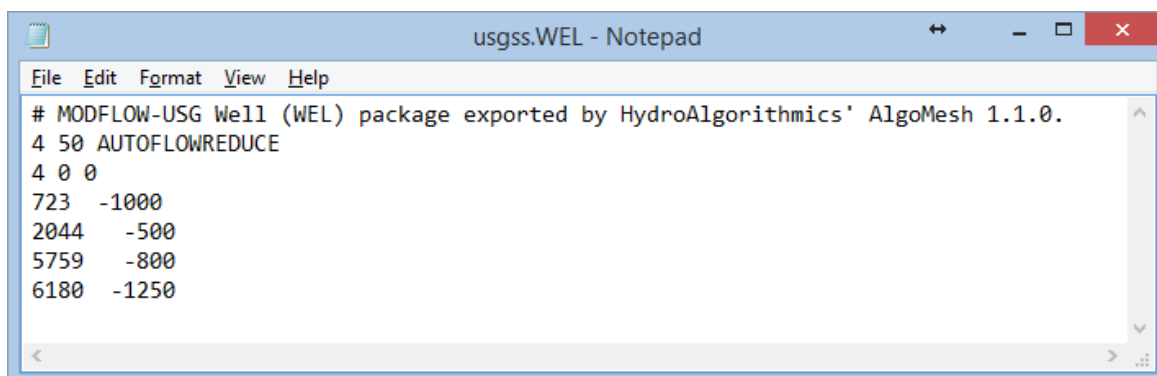 usgss.WEL - Notepad
File Edit Format View Help
# MODFLOW-USG Well (WEL) package exported by HydroAlgorithmics' AlgoMesh 1.1.0.
4 50 AUTOFLOWREDUCE
4 0 0
723  -1000
2044   -500
5759   -800
6180  -1250